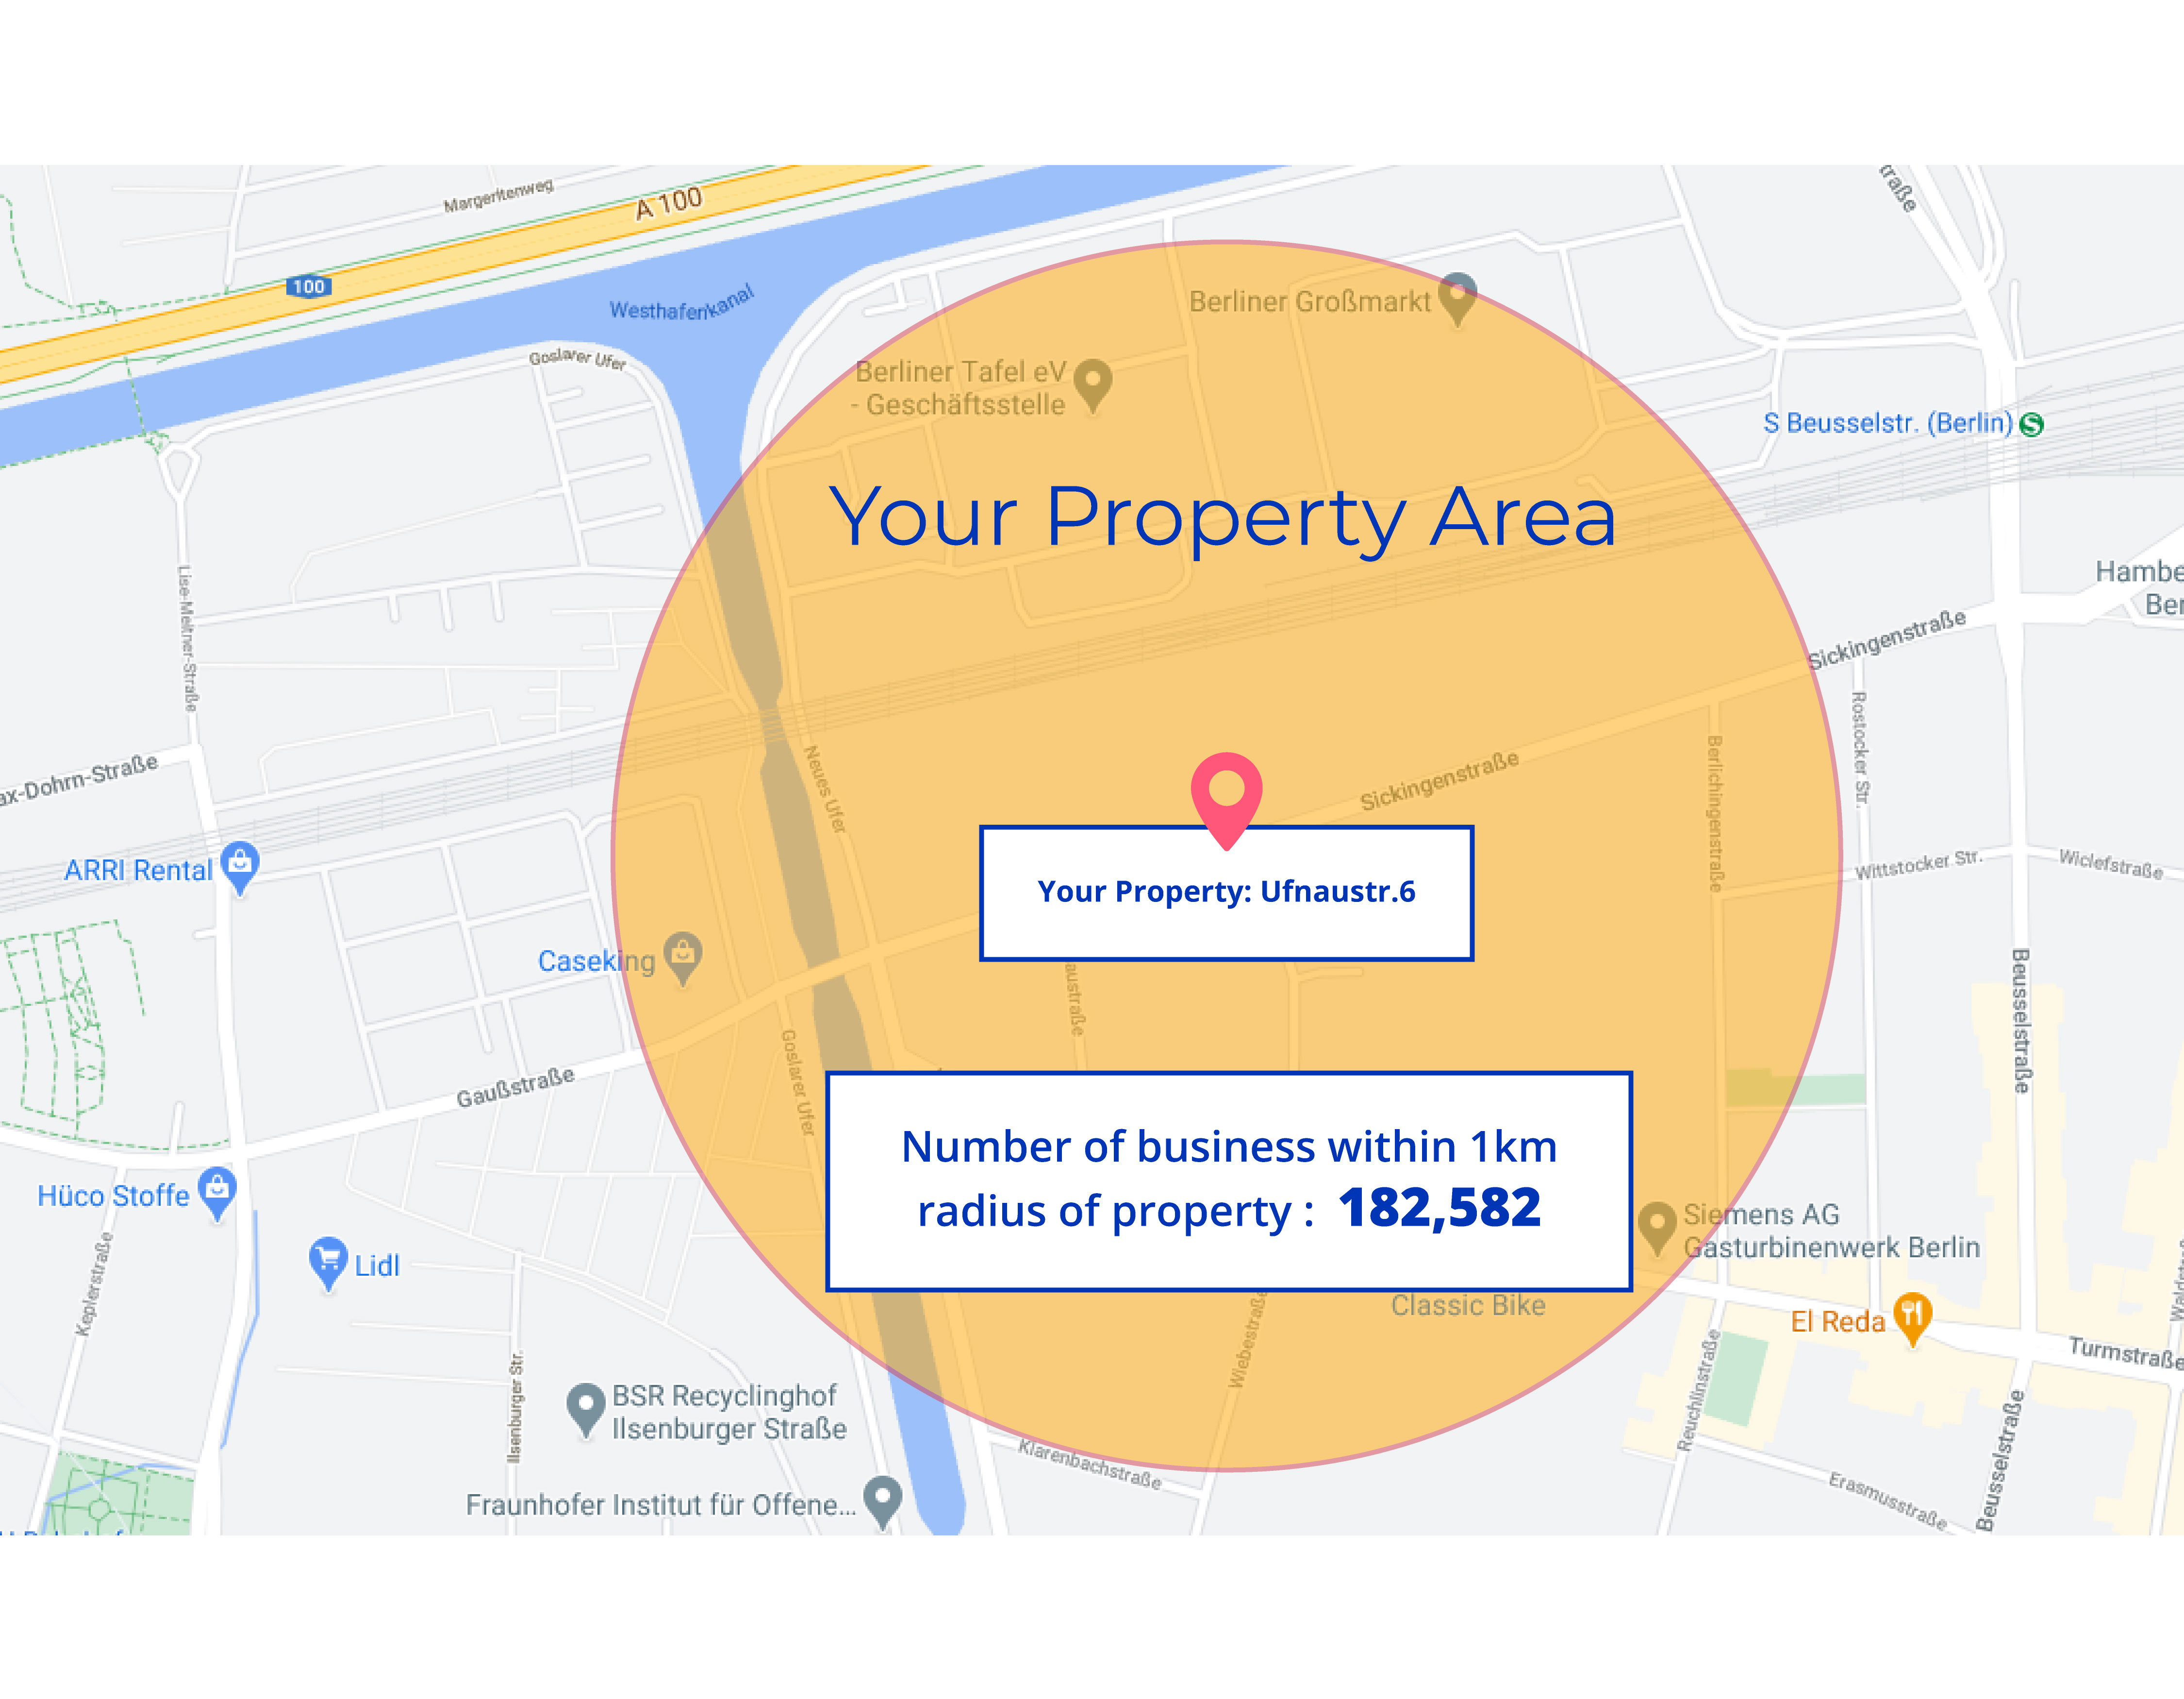 Margeritenweg
A 100
100
Westhafenkanal
Goslarer Ufer
Berliner Großmarkt
Berliner Tafel eV
- Geschäftsstelle
S Beusselstr. (Berlin)
S
Your Property Area
Hambe
Ber
Sickingenstraße
Lise-Meitner-Straße
Rostocker Str.
ax-Dohrn-Straße
Neues Ufer
Sickingenstraße
Berlichingenstraße
ARRI Rental
Wittstocker Str.
Wiclefstraße
Your Property: Ufnaustr.6
Caseking
austraße
Beusselstraße
Gaußstraße
Goslarer Ufer
Number of business within 1km
radius of property : 182,582
Hüco Stoffe
Siemens AG
Gasturbinenwerk Berlin
Keplerstraße
Lidl
Classic Bike
El Reda
Wiebestraße
Turmstraße
Ilsenburger Str.
Reuchlinstraße
BSR Recyclinghof
Ilsenburger Straße
Beusselstraße
Klarenbachstraße
Erasmusstraße
Fraunhofer Institut für Offene...